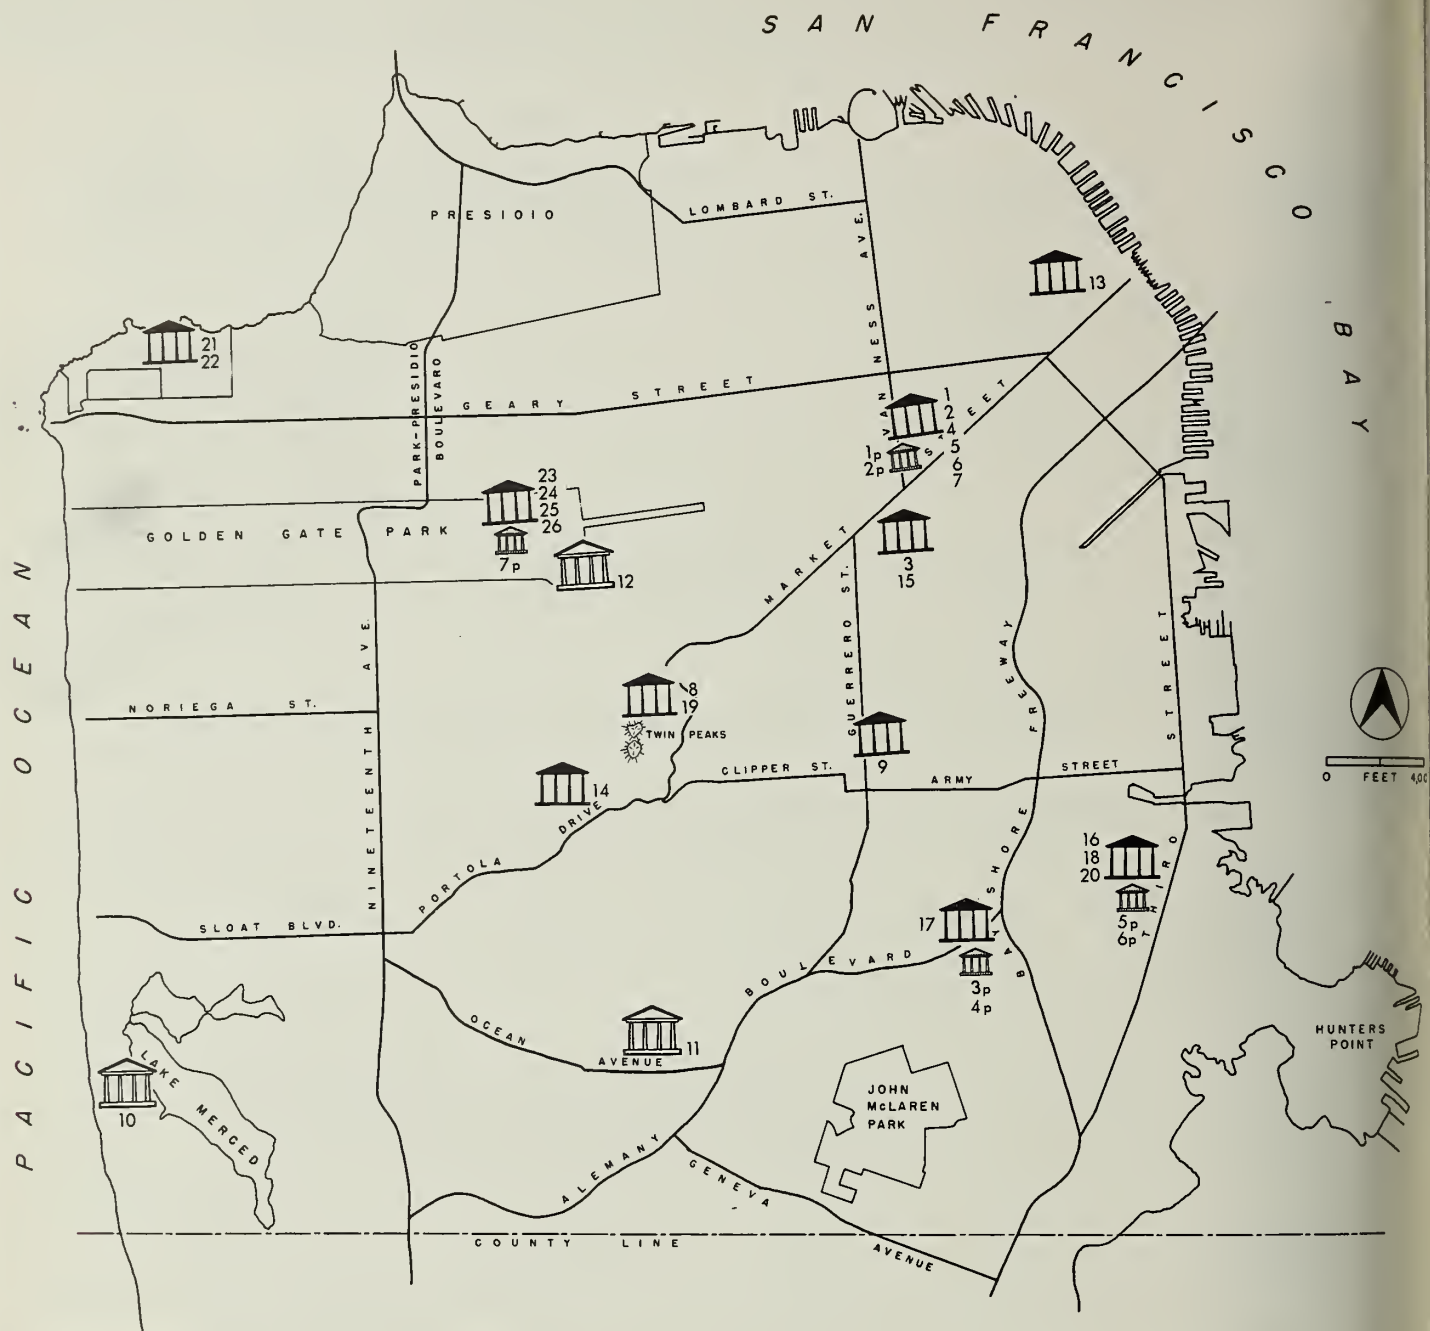 SAN FRANCISCO BAY
PRESIDIO
LOMBARD ST.
VAN NESS AVE.
13
21
22
PARK-PRESIDIO
BOULEVARD
GEARY STREET
1
2
4
5
6
7
1p
2p
MARKET STREET
23
24
25
26
7p
GOLDEN GATE PARK
12
3
15
PACIFIC OCEAN
NINETEENTH AVE.
GUERRERO ST.
BAYSHORE FREEWAY
THIRD STREET
NORIEGA ST.
8
19
TWIN PEAKS
9
0 FEET
CLIPPER ST.
ARMY STREET
14
PORTOLA DRIVE
16
18
20
5p
6p
17
3p
4p
SLOAT BLVD.
ALEMANY BOULEVARD
OCEAN AVENUE
11
HUNTERS
POINT
LAKE MERCED
10
JOHN
McLAREN
PARK
GENEVA AVENUE
COUNTY LINE